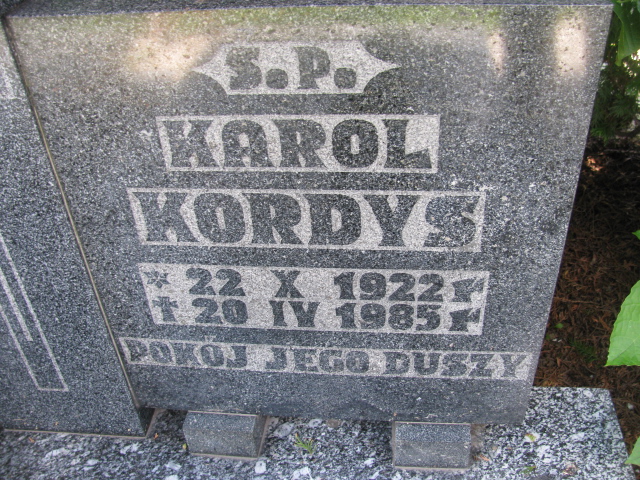 S.P.
KAROL
KORDYS
* 22 X 1922 r
† 20 IV 1985 r
POKÓJ JEGO DUSZY